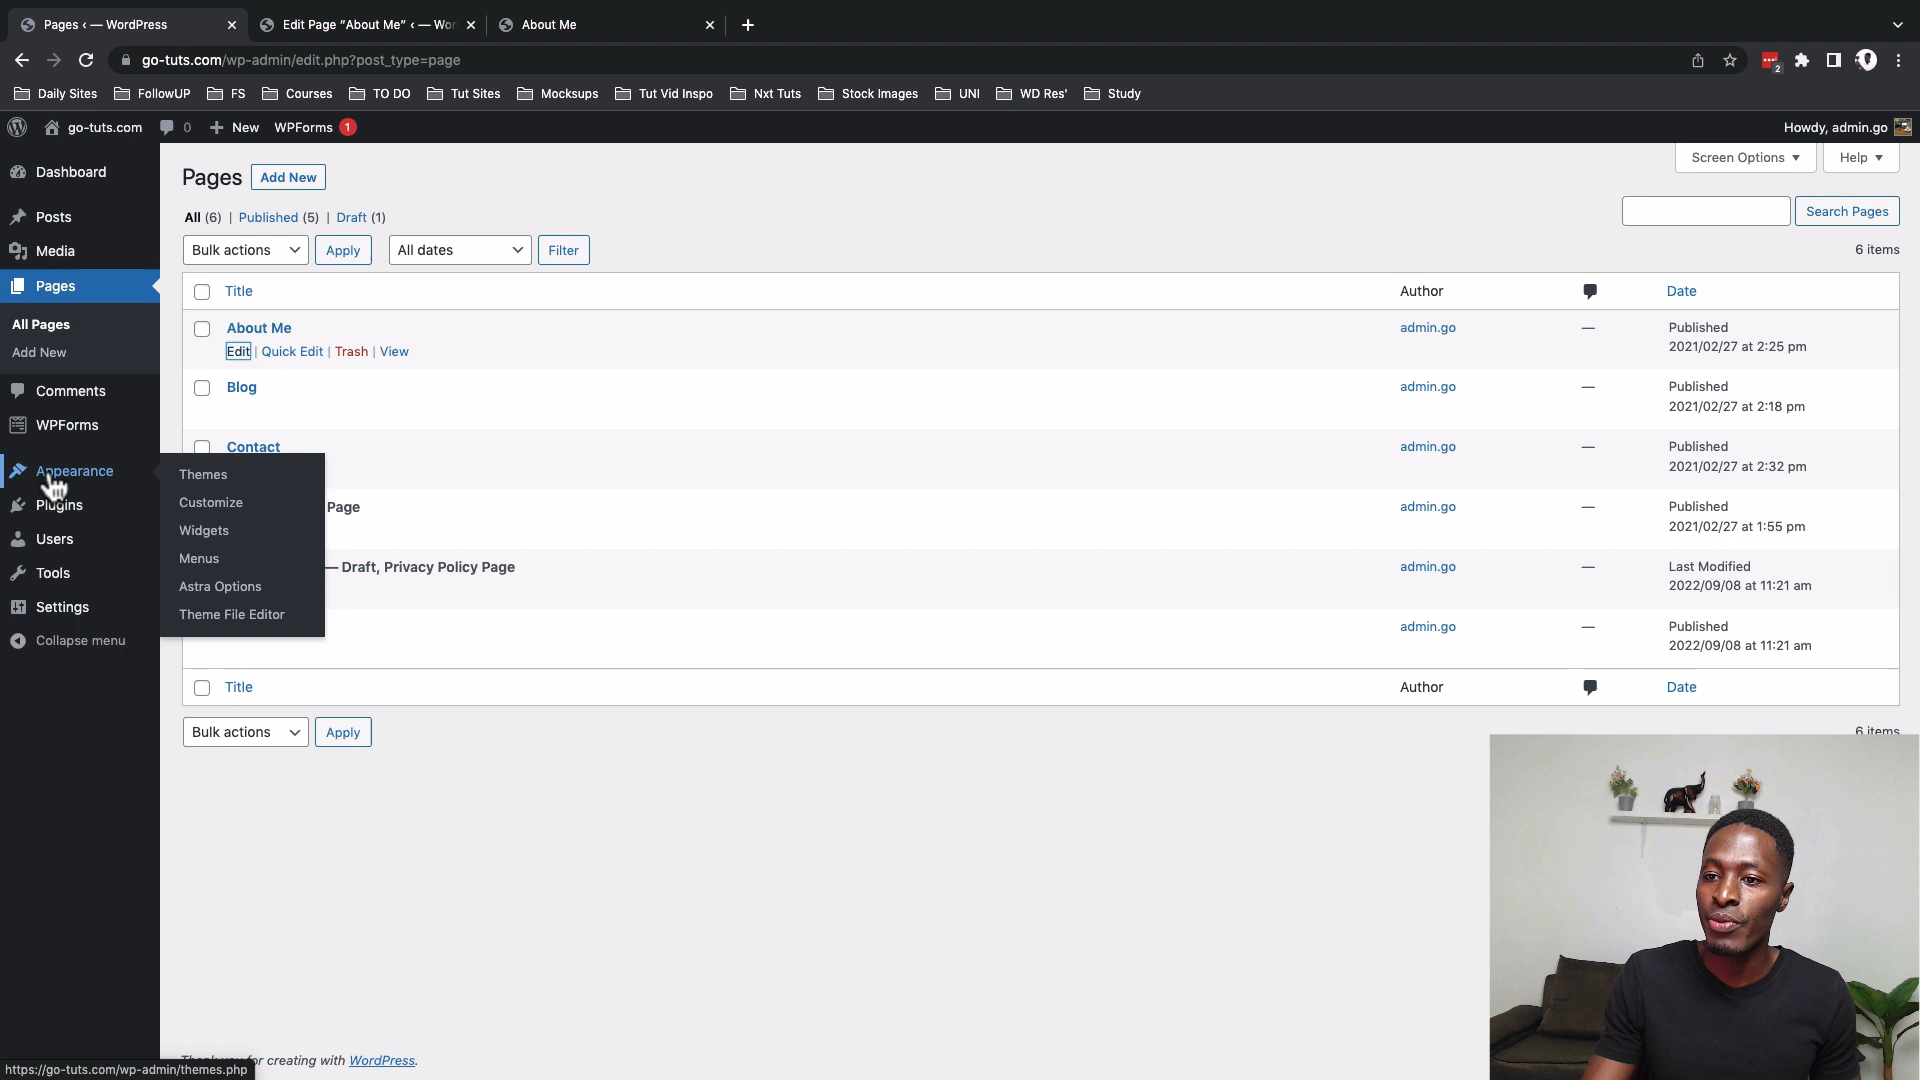 Pages ‹ — WordPress
Edit Page “About Me” ‹ — Wor
About Me
go-tuts.com/wp-admin/edit.php?post_type=page
2
Daily Sites
FollowUP
FS
Courses
TO DO
Tut Sites
Mocksups
Tut Vid Inspo
Nxt Tuts
Stock Images
UNI
WD Res'
Study
go-tuts.com
0
New
WPForms 1
Howdy, admin.go
Dashboard
Posts
Media
Pages
All Pages
Add New
Comments
WPForms
Appearance
Plugins
Users
Tools
Settings
Collapse menu
Themes
Customize
Widgets
Menus
Astra Options
Theme File Editor
Pages
Add New
Screen Options
Help
All (6) | Published (5) | Draft (1)
Search Pages
Bulk actions
Apply
All dates
Filter
6 items
Title
Author
Date
About Me
admin.go
—
Published
2021/02/27 at 2:25 pm
Edit | Quick Edit | Trash | View
Blog
admin.go
—
Published
2021/02/27 at 2:18 pm
Contact
admin.go
—
Published
2021/02/27 at 2:32 pm
Page
admin.go
—
Published
2021/02/27 at 1:55 pm
— Draft, Privacy Policy Page
admin.go
—
Last Modified
2022/09/08 at 11:21 am
admin.go
—
Published
2022/09/08 at 11:21 am
Title
Author
Date
Bulk actions
Apply
6 items
Thank you for creating with WordPress.
https://go-tuts.com/wp-admin/themes.php